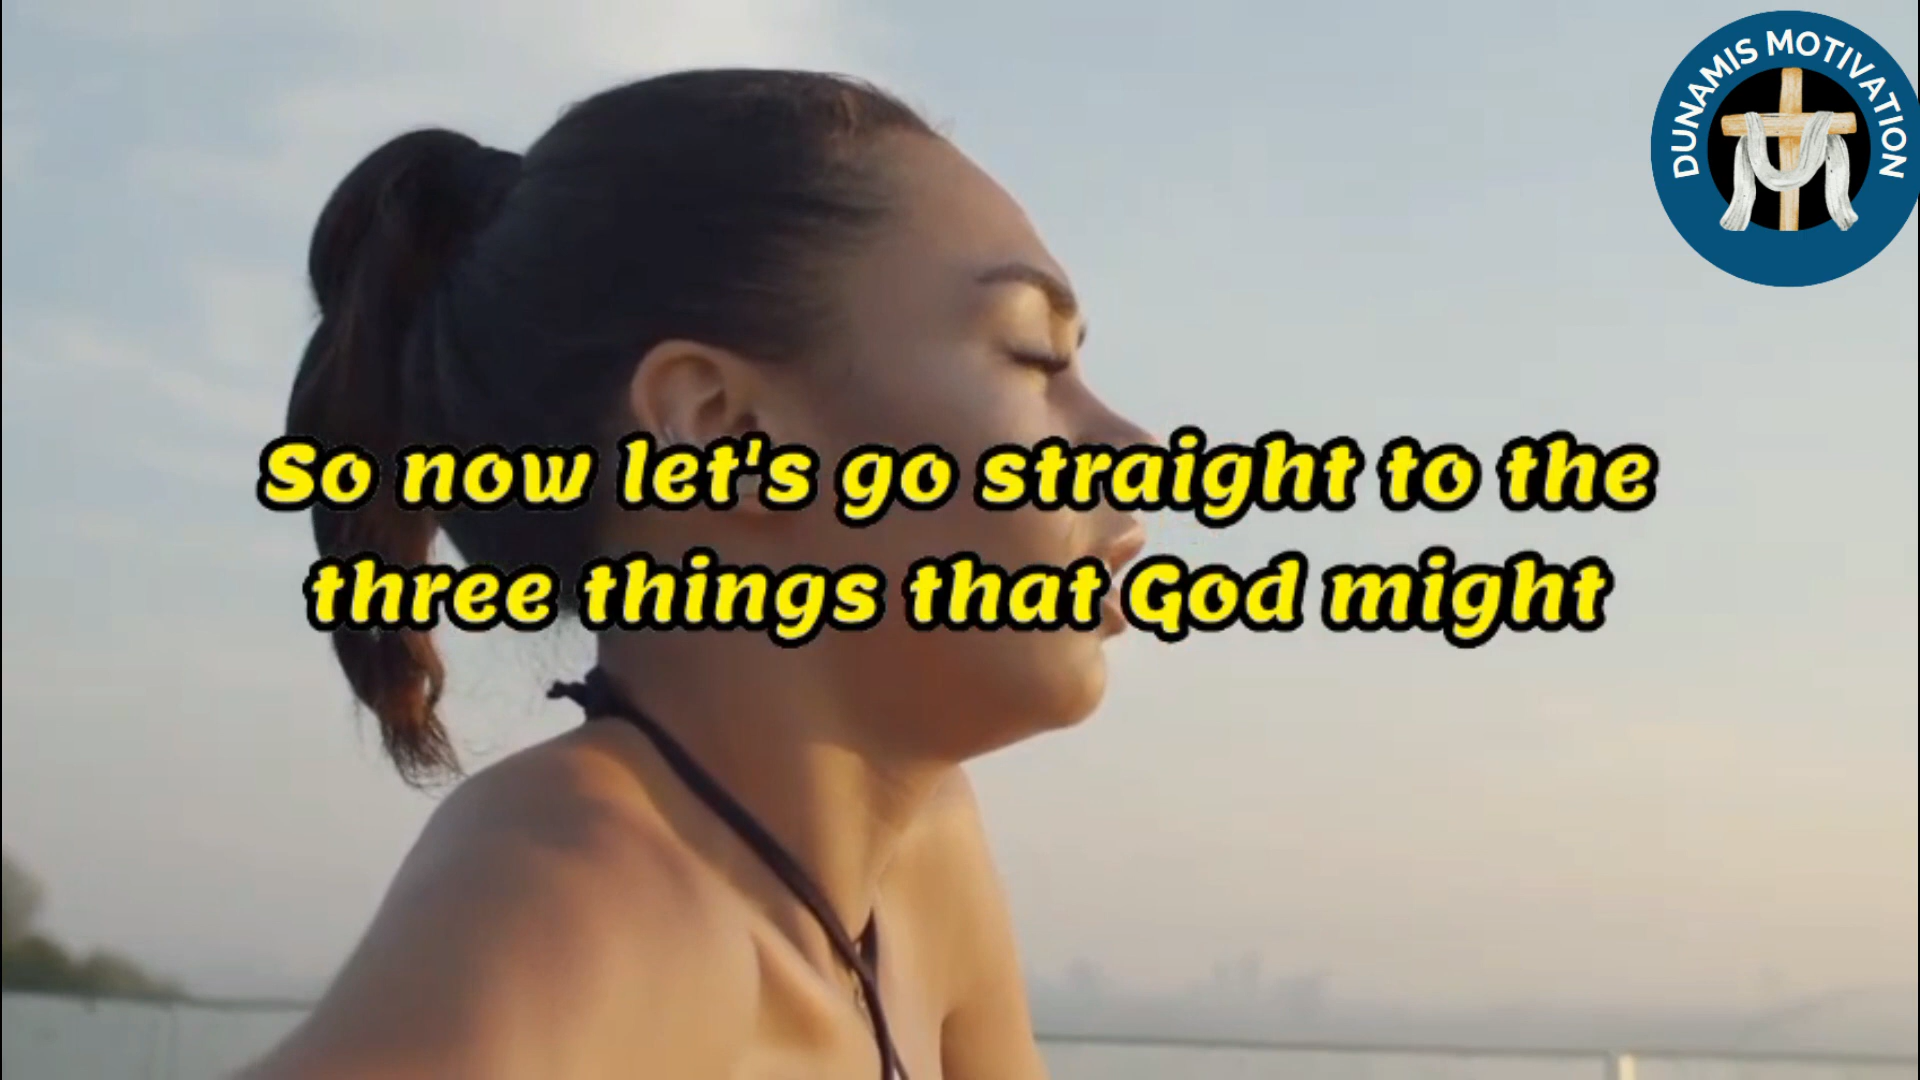 DUNAMIS MOTIVATION
So now let's go straight to the
three things that God might